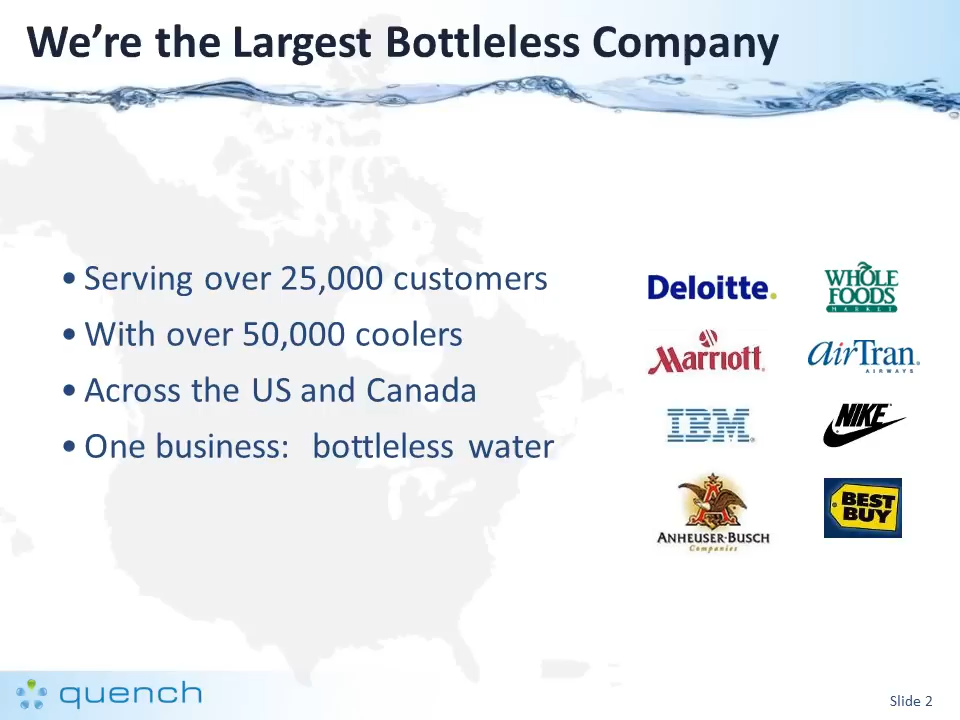 We're the Largest Bottleless Company
• Serving over 25,000 customers
• With over 50,000 coolers
• Across the US and Canada
• One business: bottleless water
Deloitte.
WHOLE
FOODS
MARKET
Marriott®
AirTran®
AIRWAYS
IBM®
NIKE
ANHEUSER-BUSCH
Companies
BEST
BUY
quench
Slide 2